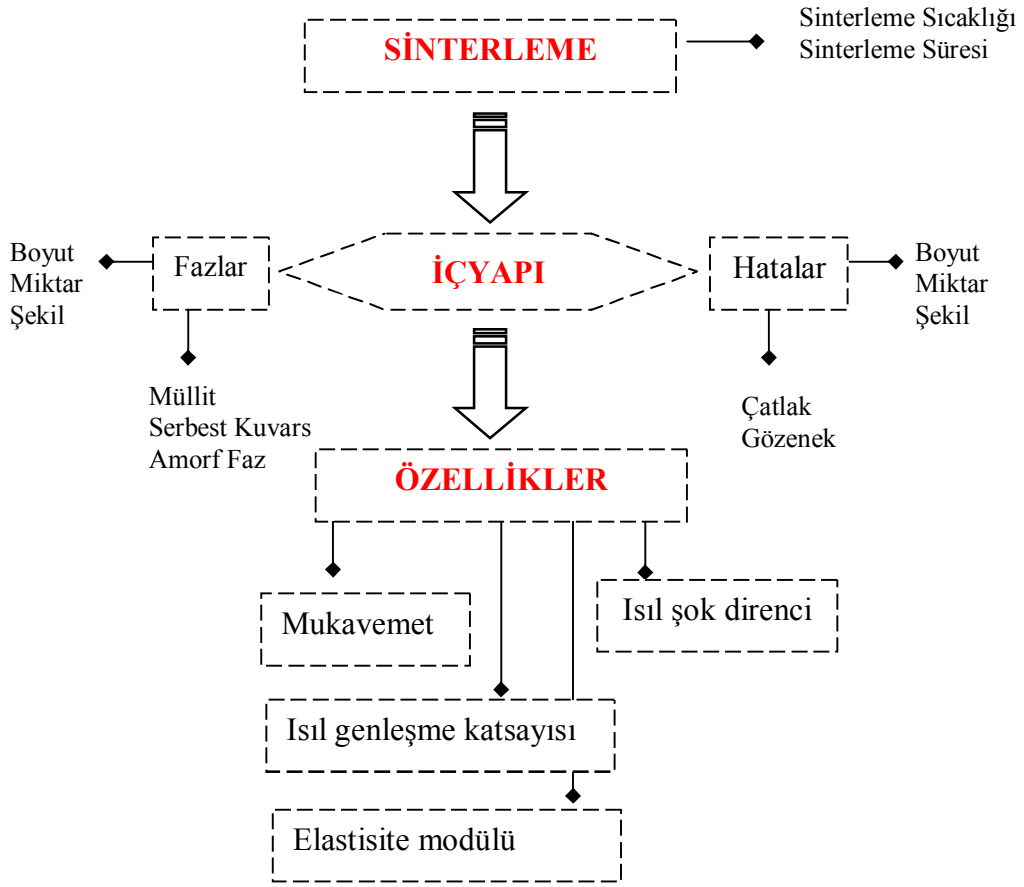 SİNTERLEME
Sinterleme Sıcaklığı
Sinterleme Süresi
Boyut
Miktar
Şekil
Fazlar
İÇYAPI
Hatalar
Boyut
Miktar
Şekil
Müllit
Serbest Kuvars
Amorf Faz
Çatlak
Gözenek
ÖZELLİKLER
Mukavemet
Isıl şok direnci
Isıl genleşme katsayısı
Elastisite modülü